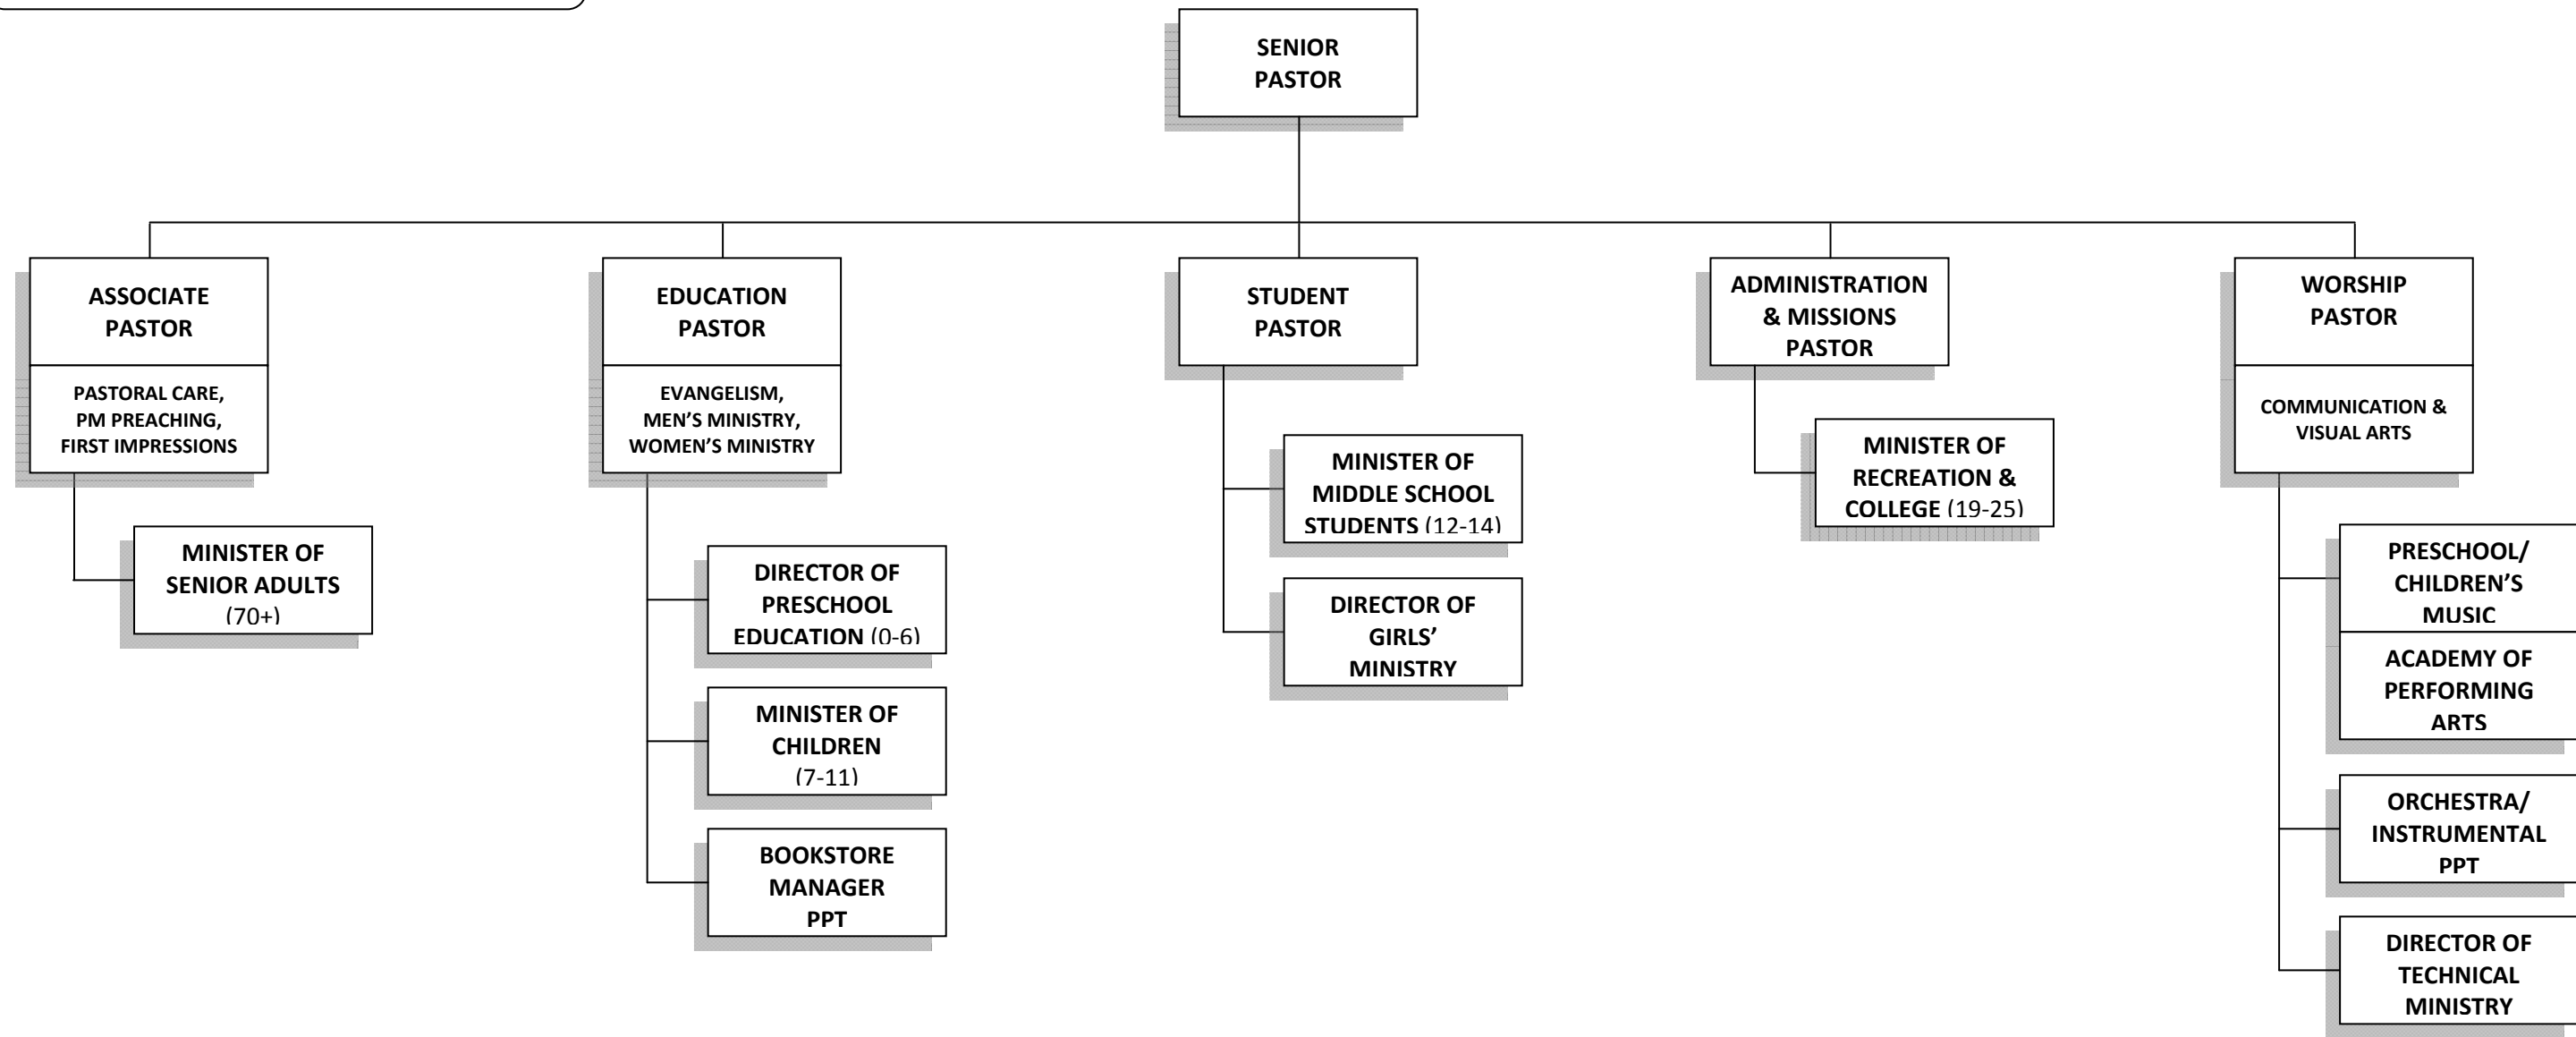 SENIOR
PASTOR
ASSOCIATE
PASTOR
PASTORAL CARE,
PM PREACHING,
FIRST IMPRESSIONS
MINISTER OF
SENIOR ADULTS
(70+)
EDUCATION
PASTOR
EVANGELISM,
MEN’S MINISTRY,
WOMEN’S MINISTRY
DIRECTOR OF
PRESCHOOL
EDUCATION (0-6)
MINISTER OF
CHILDREN
(7-11)
BOOKSTORE
MANAGER
PPT
STUDENT
PASTOR
MINISTER OF
MIDDLE SCHOOL
STUDENTS (12-14)
DIRECTOR OF
GIRLS’
MINISTRY
ADMINISTRATION
& MISSIONS
PASTOR
MINISTER OF
RECREATION &
COLLEGE (19-25)
WORSHIP
PASTOR
COMMUNICATION &
VISUAL ARTS
PRESCHOOL/
CHILDREN’S
MUSIC
ACADEMY OF
PERFORMING
ARTS
ORCHESTRA/
INSTRUMENTAL
PPT
DIRECTOR OF
TECHNICAL
MINISTRY